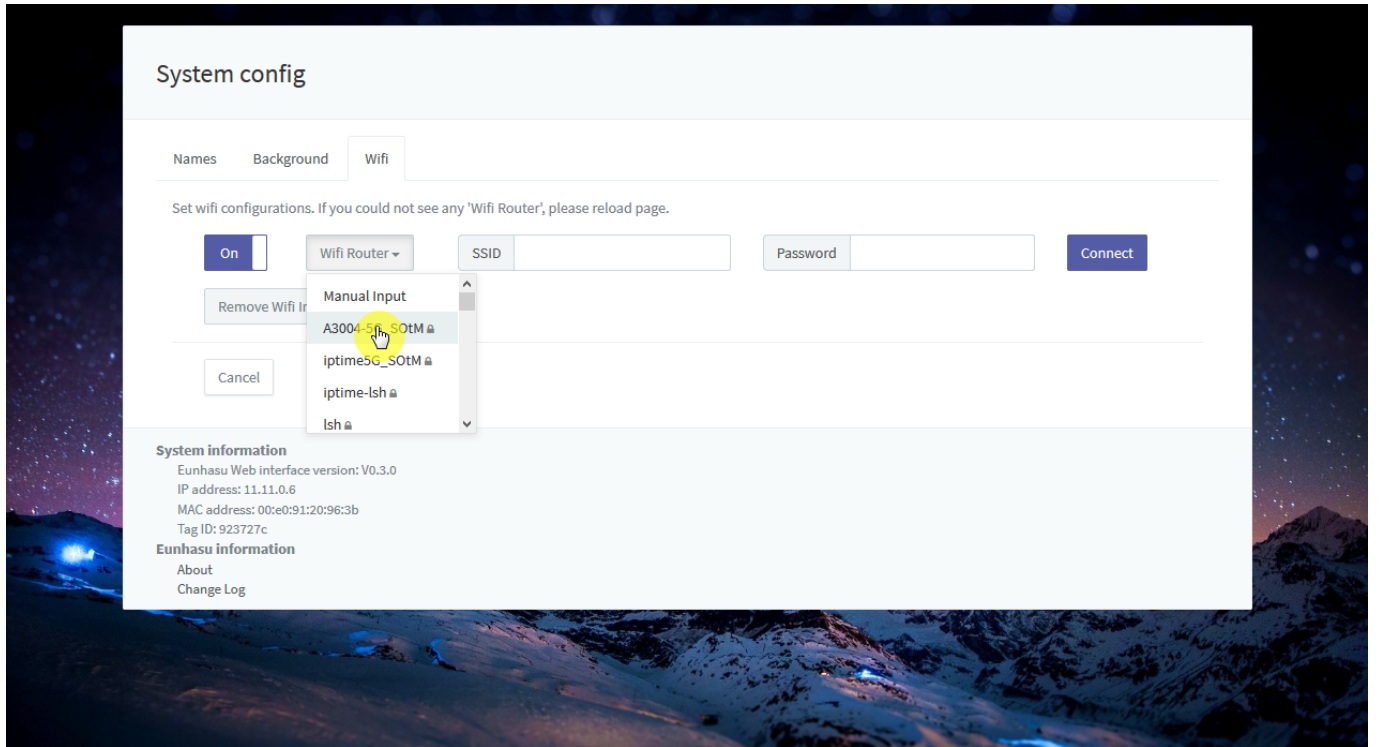 System config
Names Background Wifi
Set wifi configurations. If you could not see any 'Wifi Router', please reload page.
On Wifi Router SSID Password Connect
Manual Input
Remove Wifi
A3004-5G_SOtM
iptime5G_SOtM
Cancel
iptime-lsh
lsh
System information
Eunhasu Web interface version: V0.3.0
IP address: 11.11.0.6
MAC address: 00:e0:91:20:96:3b
Tag ID: 923727c
Eunhasu information
About
Change Log